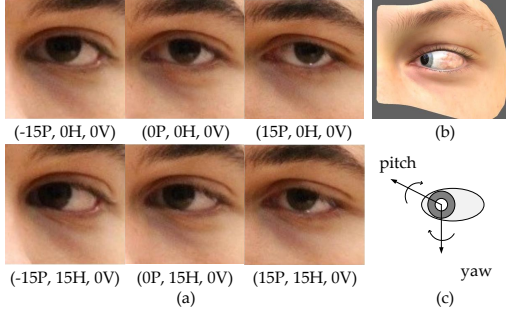 (-15P, 0H, 0V) (0P, 0H, 0V) (15P, 0H, 0V) (b)
pitch
(-15P, 15H, 0V) (0P, 15H, 0V) (15P, 15H, 0V) yaw
(a) (c)